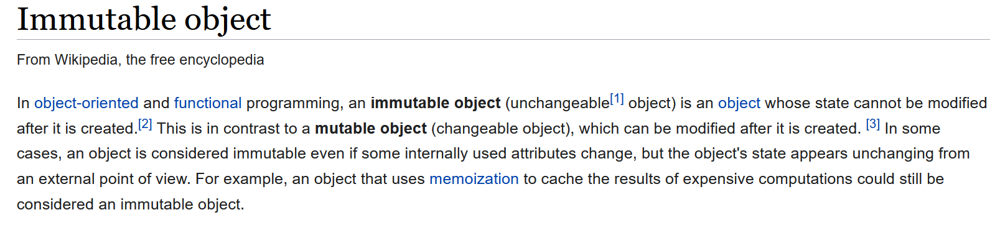 Immutable object
From Wikipedia, the free encyclopedia
In object-oriented and functional programming, an immutable object (unchangeable[1] object) is an object whose state cannot be modified
after it is created.[2] This is in contrast to a mutable object (changeable object), which can be modified after it is created. [3] In some
cases, an object is considered immutable even if some internally used attributes change, but the object's state appears unchanging from
an external point of view. For example, an object that uses memoization to cache the results of expensive computations could still be
considered an immutable object.